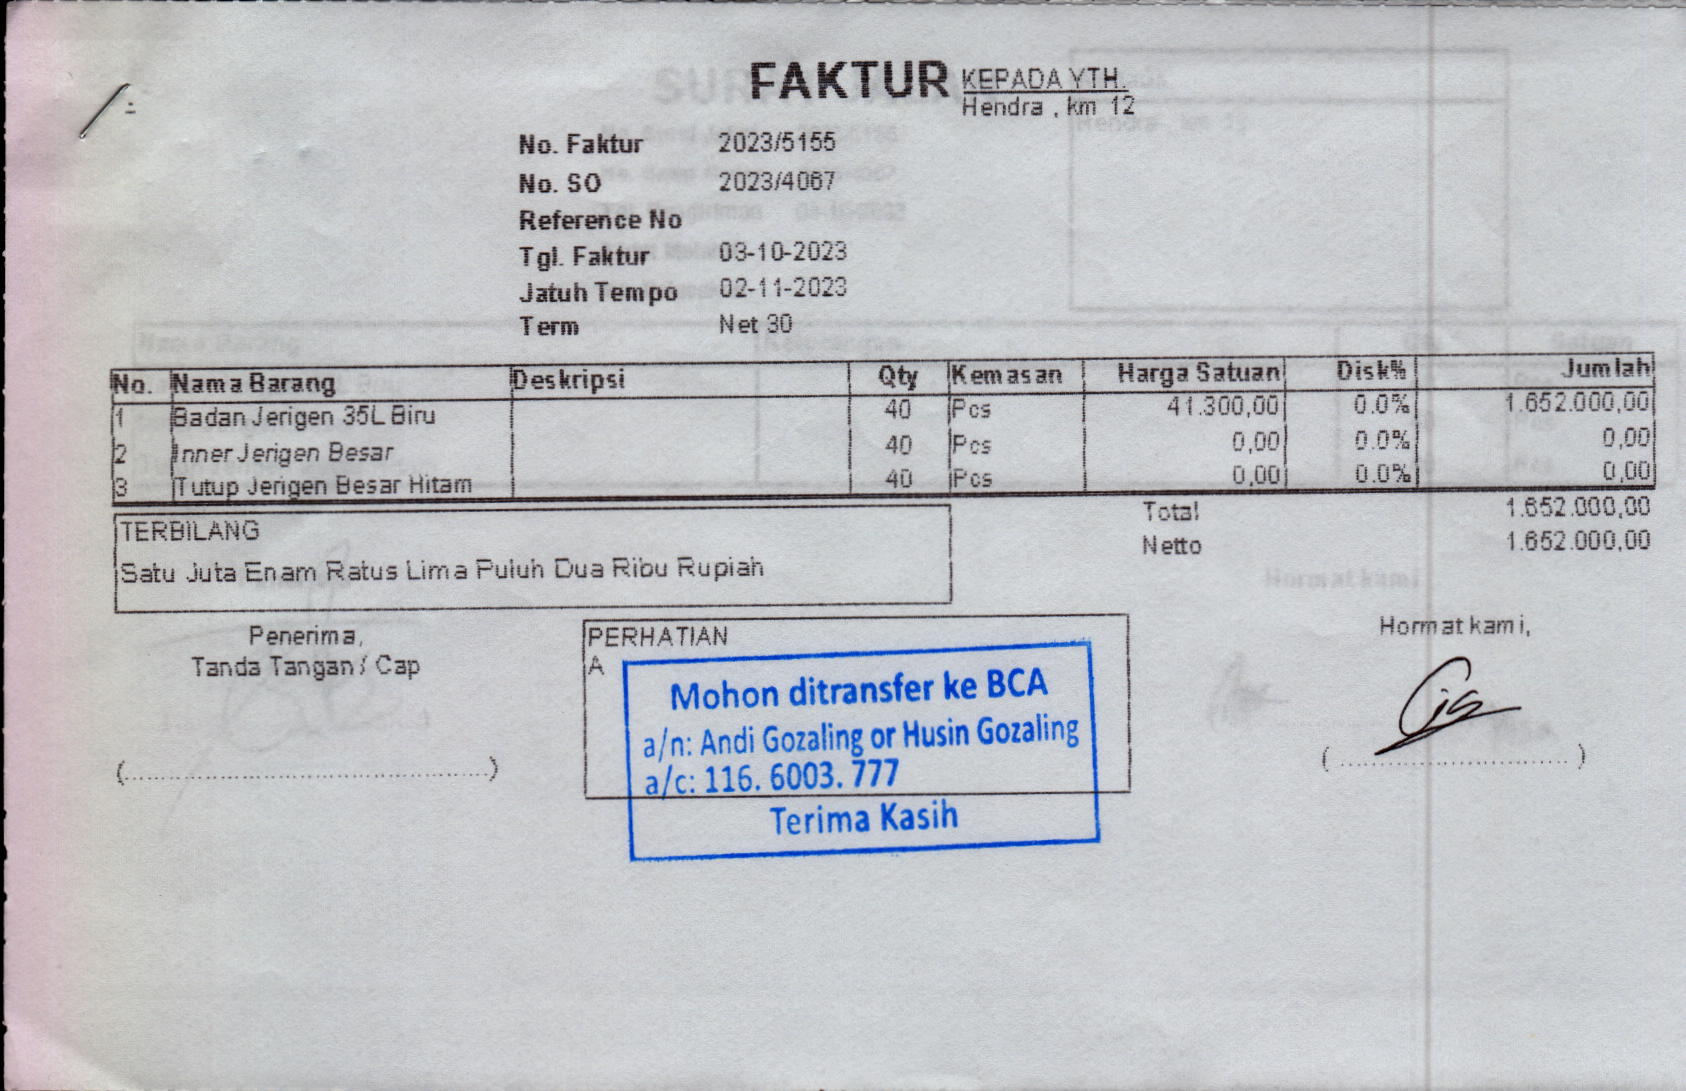 FAKTUR
KEPADA YTH.
Hendra , km 12
No. Faktur 2023/5155
No. SO 2023/4067
Reference No
Tgl. Faktur 03-10-2023
Jatuh Tempo 02-11-2023
Term Net 30
No. Nama Barang Deskripsi Qty Kemasan Harga Satuan Disk% Jumlah
1 Badan Jerigen 35L Biru 40 Pcs 41.300,00 0.0% 1.652.000,00
2 Inner Jerigen Besar 40 Pcs 0,00 0.0% 0,00
3 Tutup Jerigen Besar Hitam 40 Pcs 0,00 0.0% 0,00
Total 1.652.000,00
Netto 1.652.000,00
TERBILANG
Satu Juta Enam Ratus Lima Puluh Dua Ribu Rupiah
Penerima,
Tanda Tangan / Cap
(..................................................)
PERHATIAN
A
Mohon ditransfer ke BCA
a/n: Andi Gozaling or Husin Gozaling
a/c: 116. 6003. 777
Terima Kasih
Hormat kami,
( ................................ )